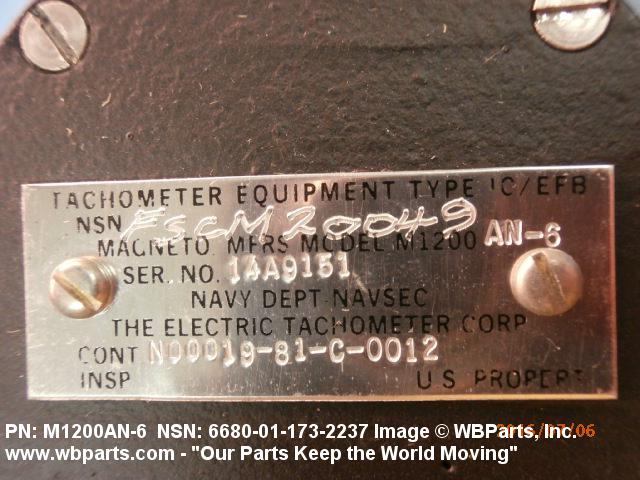 TACHOMETER EQUIPMENT TYPE IC/EFB
NSN FSCM 20049
MAGNETO. MFRS MODEL M1200 AN-6
SER. NO. 14A9151
NAVY DEPT NAVSEC
THE ELECTRIC TACHOMETER CORP
CONT N00019-81-C-0012
INSP U S PROPERT
PN: M1200AN-6 NSN: 6680-01-173-2237 Image © WBParts, Inc.
www.wbparts.com - "Our Parts Keep the World Moving"